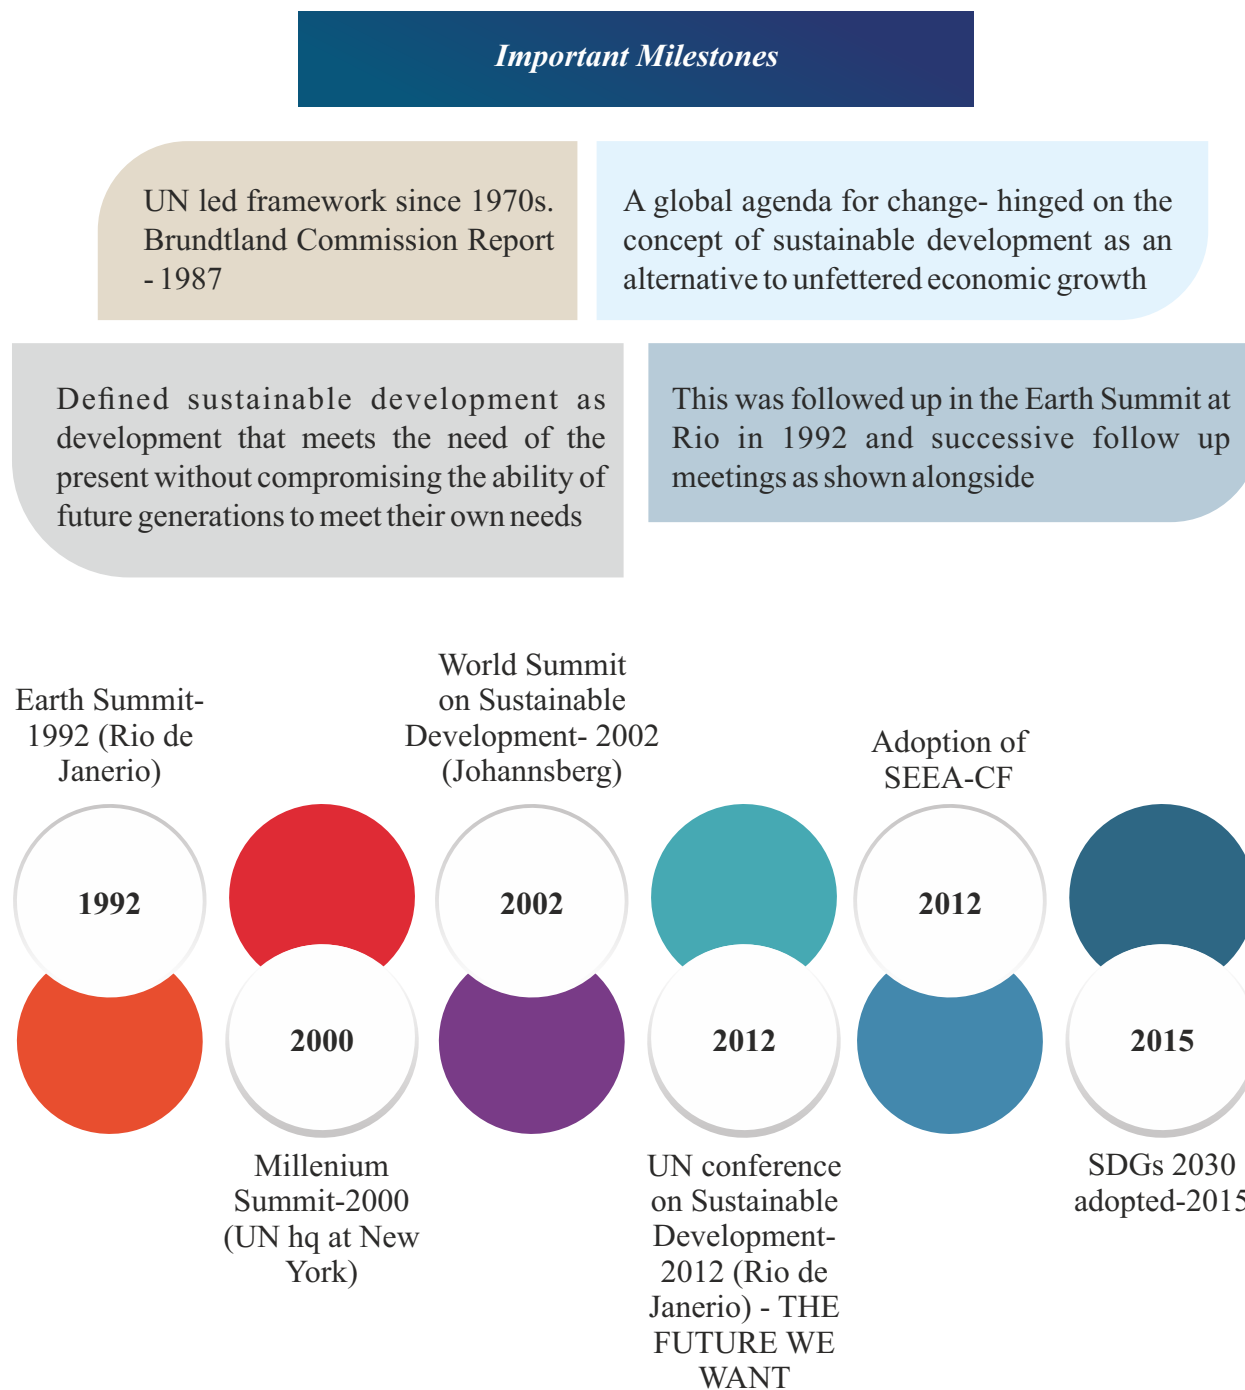 Important Milestones
UN led framework since 1970s.
Brundtland Commission Report
- 1987
A global agenda for change- hinged on the
concept of sustainable development as an
alternative to unfettered economic growth
Defined sustainable development as
development that meets the need of the
present without compromising the ability of
future generations to meet their own needs
This was followed up in the Earth Summit at
Rio in 1992 and successive follow up
meetings as shown alongside
Earth Summit-
1992 (Rio de
Janerio)
1992
2000
Millenium
Summit-2000
(UN hq at New
York)
World Summit
on Sustainable
Development- 2002
(Johannsberg)
2002
2012
UN conference
on Sustainable
Development-
2012 (Rio de
Janerio) - THE
FUTURE WE
WANT
Adoption of
SEEA-CF
2012
2015
SDGs 2030
adopted-2015